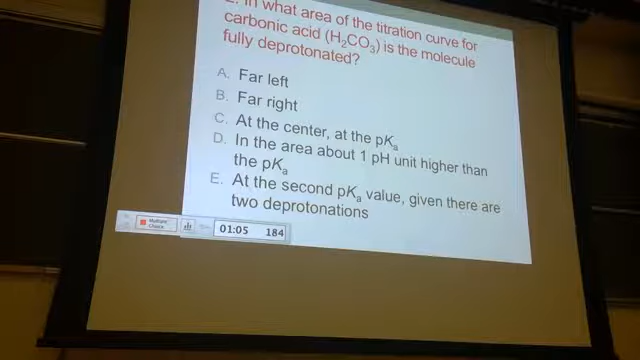 In what area of the titration curve for
carbonic acid (H₂CO₃) is the molecule
fully deprotonated?
A. Far left
B. Far right
C. At the center, at the pKₐ
D. In the area about 1 pH unit higher than
the pKₐ
E. At the second pKₐ value, given there are
two deprotonations
Multiple
Choice
01:05 184